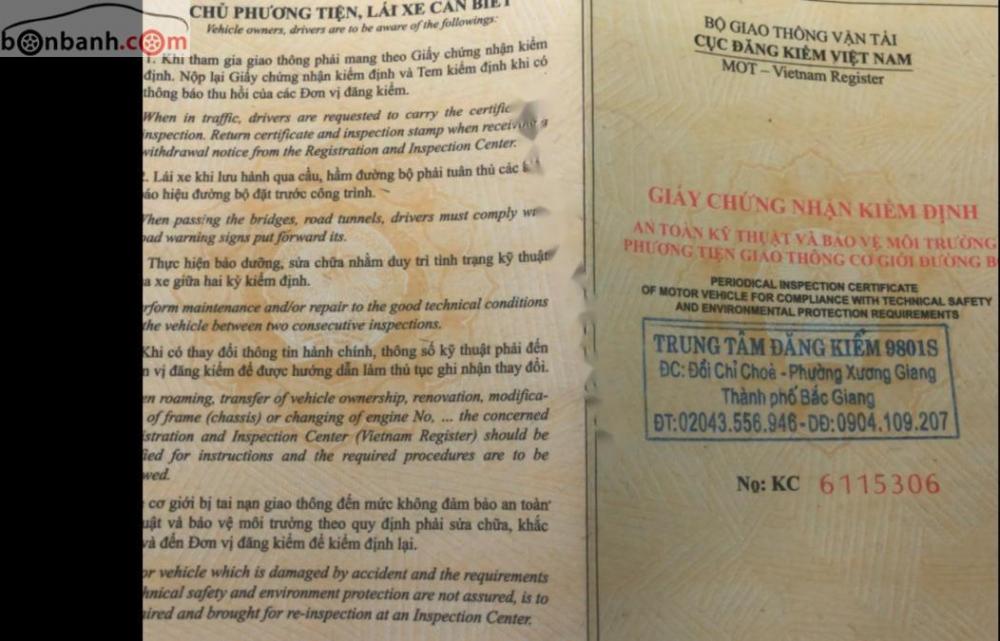 bonbanh.com
CHỦ PHƯƠNG TIỆN, LÁI XE CẦN BIẾT
Vehicle owners, drivers are to be aware of the followings:
1. Khi tham gia giao thông phải mang theo Giấy chứng nhận kiểm
định. Nộp lại Giấy chứng nhận kiểm định và Tem kiểm định khi có
thông báo thu hồi của các Đơn vị đăng kiểm.
When in traffic, drivers are requested to carry the certific
inspection. Return certificate and inspection stamp when receiving a
withdrawal notice from the Registration and Inspection Center.
2. Lái xe khi lưu hành qua cầu, hầm đường bộ phải tuân thủ các
áo hiệu đường bộ đặt trước công trình.
When passing the bridges, road tunnels, drivers must comply w
oad warning signs put forward its.
Thực hiện bảo dưỡng, sửa chữa nhằm duy trì tình trạng kỹ thuật
a xe giữa hai kỳ kiểm định.
rform maintenance and/or repair to the good technical conditions
the vehicle between two consecutive inspections.
Khi có thay đổi thông tin hành chính, thông số kỹ thuật phải đến
n vị đăng kiểm để được hướng dẫn làm thủ tục ghi nhận thay đổi.
en roaming, transfer of vehicle ownership, renovation, modifica-
of frame (chassis) or changing of engine No, ... the concerned
istration and Inspection Center (Vietnam Register) should be
ied for instructions and the required procedures are to be
wed.
cơ giới bị tai nạn giao thông đến mức không đảm bảo an toàn
uật và bảo vệ môi trường theo quy định phải sửa chữa, khắc
và đến Đơn vị đăng kiểm để kiểm định lại.
or vehicle which is damaged by accident and the requirements
hnical safety and environment protection are not assured, is to
aired and brought for re-inspection at an Inspection Center.
BỘ GIAO THÔNG VẬN TẢI
CỤC ĐĂNG KIỂM VIỆT NAM
MOT – Vietnam Register
GIẤY CHỨNG NHẬN KIỂM ĐỊNH
AN TOÀN KỸ THUẬT VÀ BẢO VỆ MÔI TRƯỜNG
PHƯƠNG TIỆN GIAO THÔNG CƠ GIỚI ĐƯỜNG B
PERIODICAL INSPECTION CERTIFICATE
OF MOTOR VEHICLE FOR COMPLIANCE WITH TECHNICAL SAFETY
AND ENVIRONMENTAL PROTECTION REQUIREMENTS
TRUNG TÂM ĐĂNG KIỂM 9801S
ĐC: Đồi Chỉ Choè - Phường Xương Giang
Thành phố Bắc Giang
ĐT:02043.556.946-DĐ:0904.109.207
No: KC 6115306